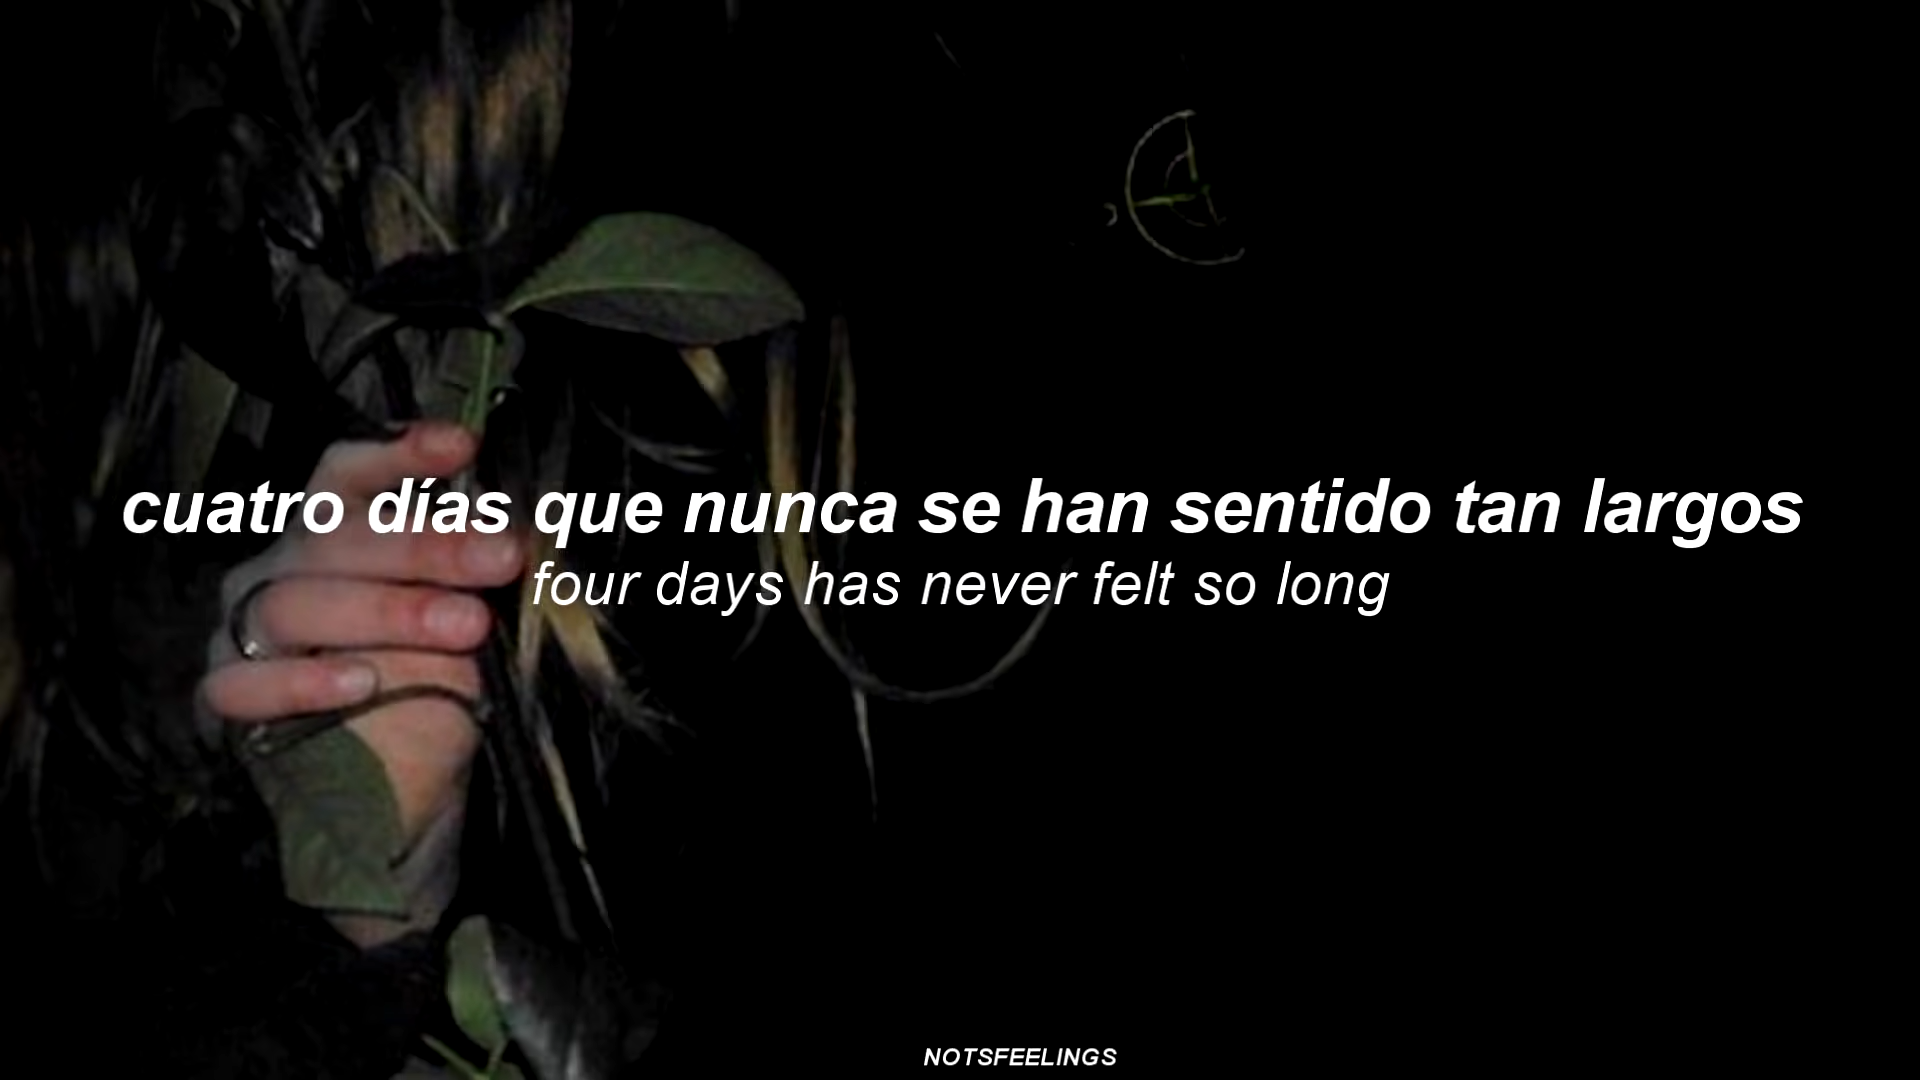 cuatro días que nunca se han sentido tan largos
four days has never felt so long
NOTSFEELINGS